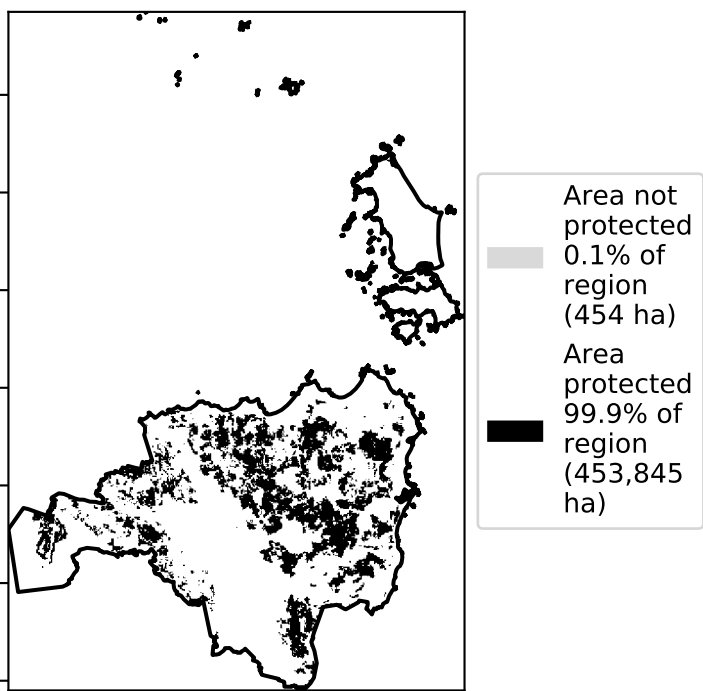 Area not
protected
0.1% of
region
(454 ha)
Area
protected
99.9% of
region
(453,845
ha)